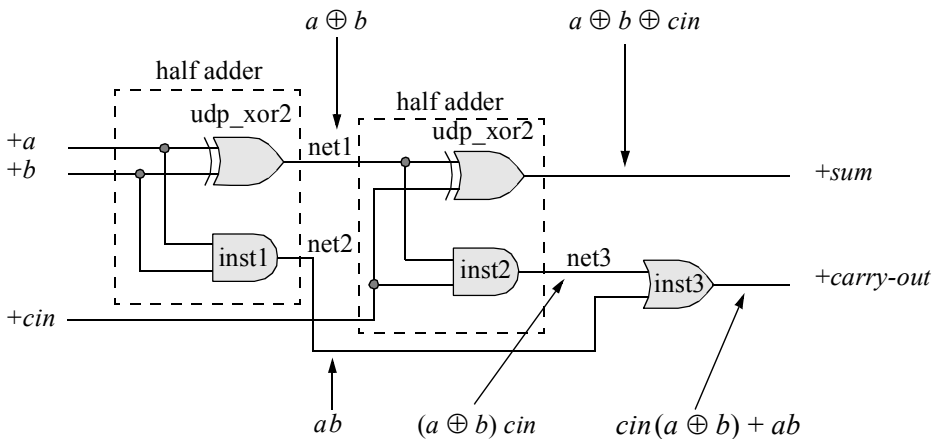 a ⊕ b
a ⊕ b ⊕ cin
half adder
half adder
udp_xor2
udp_xor2
+a
net1
+b
+sum
net2
inst1
inst2
net3
inst3
+carry-out
+cin
ab
(a ⊕ b) cin
cin(a ⊕ b) + ab